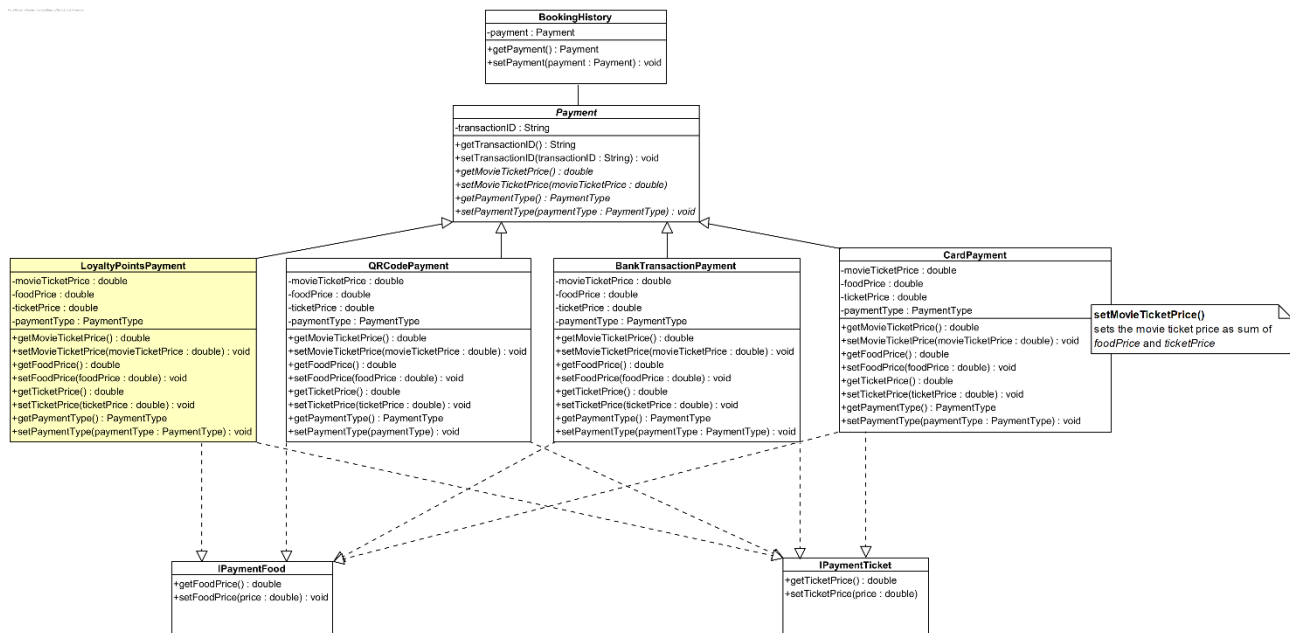 BookingHistory
-payment : Payment
+getPayment() : Payment
+setPayment(payment : Payment) : void
Payment
-transactionID : String
+getTransactionID() : String
+setTransactionID(transactionID : String) : void
+getMovieTicketPrice() : double
+setMovieTicketPrice(movieTicketPrice : double)
+getPaymentType() : PaymentType
+setPaymentType(paymentType : PaymentType) : void
LoyaltyPointsPayment
-movieTicketPrice : double
-foodPrice : double
-ticketPrice : double
-paymentType : PaymentType
+getMovieTicketPrice() : double
+setMovieTicketPrice(movieTicketPrice : double) : void
+getFoodPrice() : double
+setFoodPrice(foodPrice : double) : void
+getTicketPrice() : double
+setTicketPrice(ticketPrice : double) : void
+getPaymentType() : PaymentType
+setPaymentType(paymentType : PaymentType) : void
QRCodePayment
-movieTicketPrice : double
-foodPrice : double
-ticketPrice : double
-paymentType : PaymentType
+getMovieTicketPrice() : double
+setMovieTicketPrice(movieTicketPrice : double) : void
+getFoodPrice() : double
+setFoodPrice(foodPrice : double) : void
+getTicketPrice() : double
+setTicketPrice(ticketPrice : double) : void
+getPaymentType() : PaymentType
+setPaymentType(paymentType) : void
BankTransactionPayment
-movieTicketPrice : double
-foodPrice : double
-ticketPrice : double
-paymentType : PaymentType
+getMovieTicketPrice() : double
+setMovieTicketPrice(movieTicketPrice : double) : void
+getFoodPrice() : double
+setFoodPrice(foodPrice : double) : void
+getTicketPrice() : double
+setTicketPrice(ticketPrice : double) : void
+getPaymentType() : PaymentType
+setPaymentType(paymentType : PaymentType) : void
CardPayment
-movieTicketPrice : double
-foodPrice : double
-ticketPrice : double
-paymentType : PaymentType
+getMovieTicketPrice() : double
+setMovieTicketPrice(movieTicketPrice : double) : void
+getFoodPrice() : double
+setFoodPrice(foodPrice : double) : void
+getTicketPrice() : double
+setTicketPrice(ticketPrice : double) : void
+getPaymentType() : PaymentType
+setPaymentType(paymentType : PaymentType) : void
setMovieTicketPrice()
sets the movie ticket price as sum of
foodPrice and ticketPrice
IPaymentFood
+getFoodPrice() : double
+setFoodPrice(price : double) : void
IPaymentTicket
+getTicketPrice() : double
+setTicketPrice(price : double)